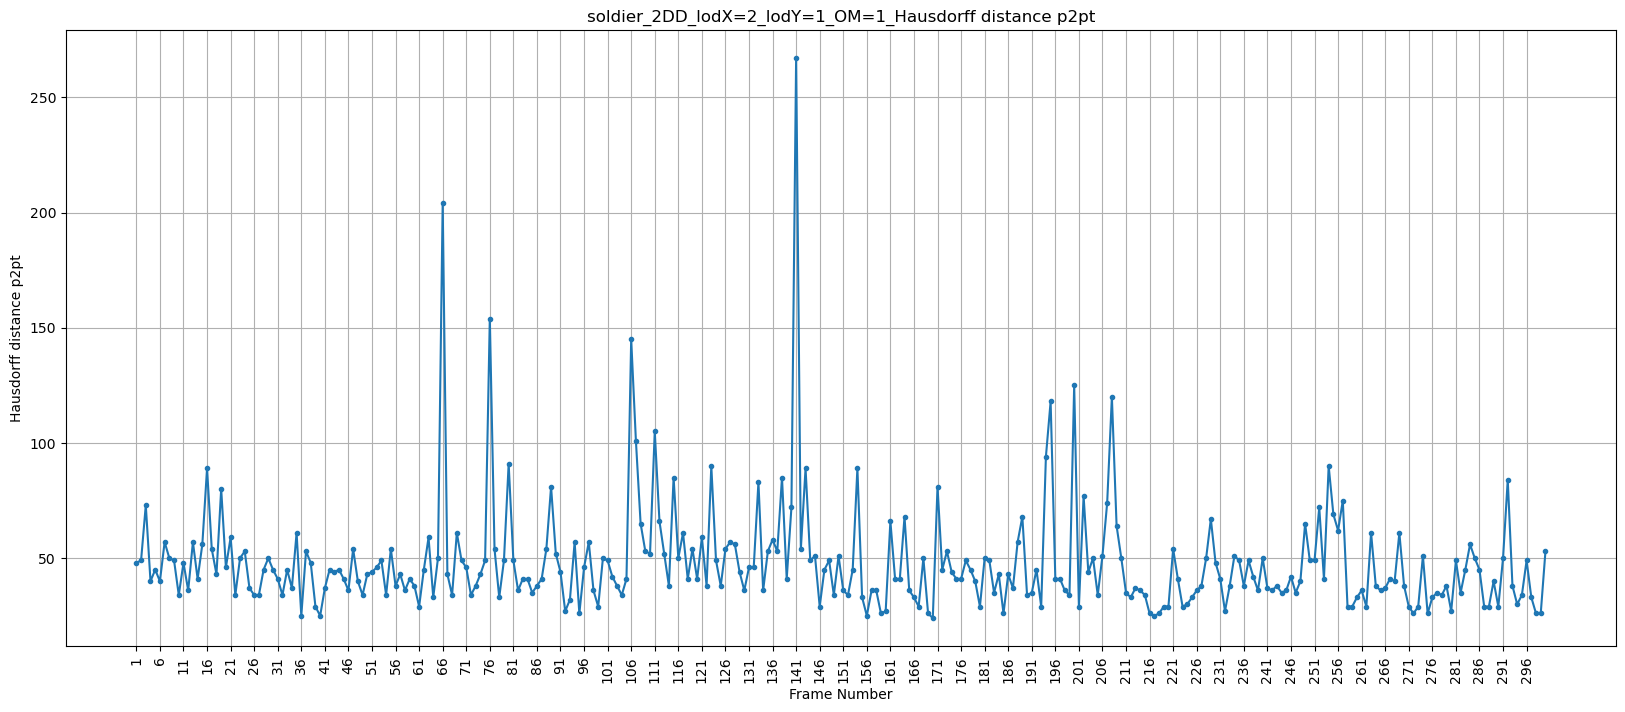 soldier_2DD_lodX=2_lodY=1_OM=1_Hausdorff distance p2pt
Hausdorff distance p2pt
250
200
150
100
50
1 6 11 16 21 26 31 36 41 46 51 56 61 66 71 76 81 86 91 96 101 106 111 116 121 126 131 136 141 146 151 156 161 166 171 176 181 186 191 196 201 206 211 216 221 226 231 236 241 246 251 256 261 266 271 276 281 286 291 296
Frame Number